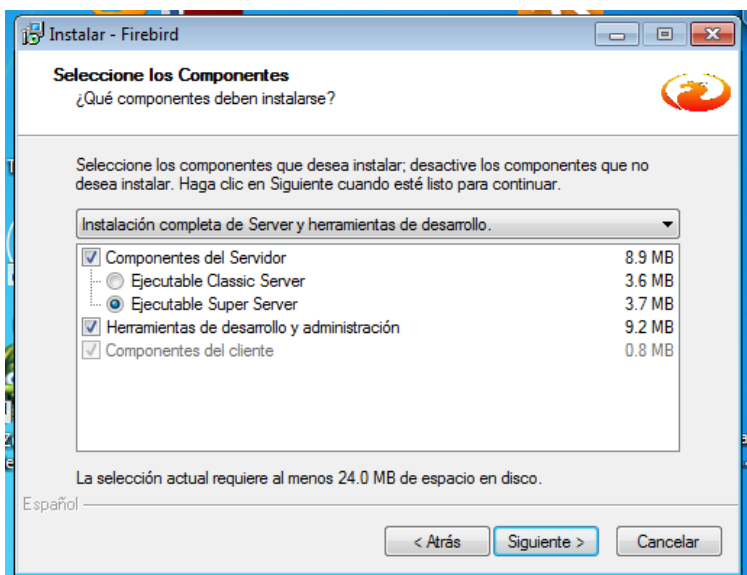 Instalar - Firebird
Seleccione los Componentes
¿Qué componentes deben instalarse?
Seleccione los componentes que desea instalar; desactive los componentes que no
desea instalar. Haga clic en Siguiente cuando esté listo para continuar.
Instalación completa de Server y herramientas de desarrollo.
Componentes del Servidor 8.9 MB
Ejecutable Classic Server 3.6 MB
Ejecutable Super Server 3.7 MB
Herramientas de desarrollo y administración 9.2 MB
Componentes del cliente 0.8 MB
La selección actual requiere al menos 24.0 MB de espacio en disco.
Español
< Atrás Siguiente > Cancelar